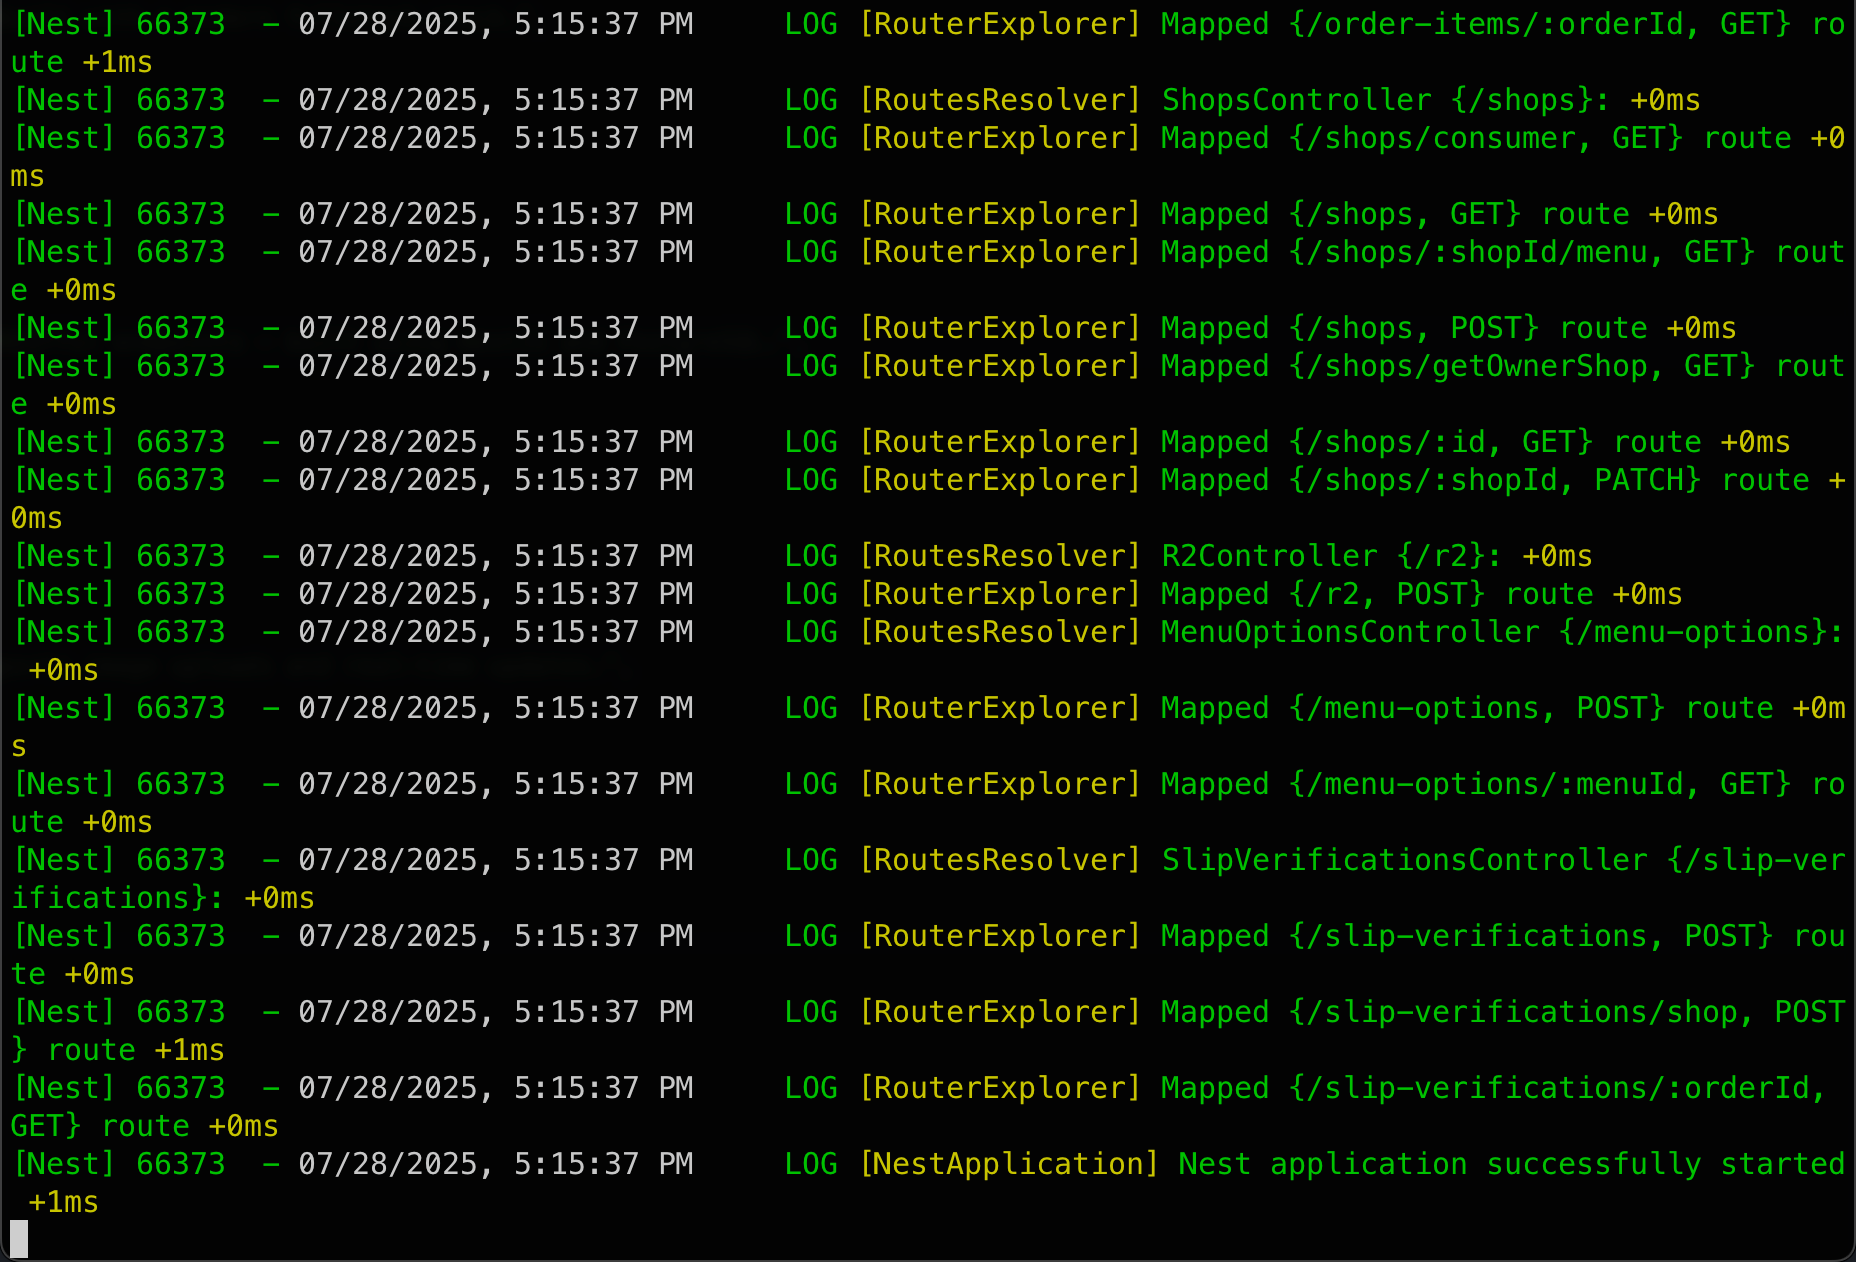 [Nest] 66373  - 07/28/2025, 5:15:37 PM     LOG [RouterExplorer] Mapped {/order-items/:orderId, GET} ro
ute +1ms
[Nest] 66373  - 07/28/2025, 5:15:37 PM     LOG [RoutesResolver] ShopsController {/shops}: +0ms
[Nest] 66373  - 07/28/2025, 5:15:37 PM     LOG [RouterExplorer] Mapped {/shops/consumer, GET} route +0
ms
[Nest] 66373  - 07/28/2025, 5:15:37 PM     LOG [RouterExplorer] Mapped {/shops, GET} route +0ms
[Nest] 66373  - 07/28/2025, 5:15:37 PM     LOG [RouterExplorer] Mapped {/shops/:shopId/menu, GET} rout
e +0ms
[Nest] 66373  - 07/28/2025, 5:15:37 PM     LOG [RouterExplorer] Mapped {/shops, POST} route +0ms
[Nest] 66373  - 07/28/2025, 5:15:37 PM     LOG [RouterExplorer] Mapped {/shops/getOwnerShop, GET} rout
e +0ms
[Nest] 66373  - 07/28/2025, 5:15:37 PM     LOG [RouterExplorer] Mapped {/shops/:id, GET} route +0ms
[Nest] 66373  - 07/28/2025, 5:15:37 PM     LOG [RouterExplorer] Mapped {/shops/:shopId, PATCH} route +
0ms
[Nest] 66373  - 07/28/2025, 5:15:37 PM     LOG [RoutesResolver] R2Controller {/r2}: +0ms
[Nest] 66373  - 07/28/2025, 5:15:37 PM     LOG [RouterExplorer] Mapped {/r2, POST} route +0ms
[Nest] 66373  - 07/28/2025, 5:15:37 PM     LOG [RoutesResolver] MenuOptionsController {/menu-options}:
 +0ms
[Nest] 66373  - 07/28/2025, 5:15:37 PM     LOG [RouterExplorer] Mapped {/menu-options, POST} route +0m
s
[Nest] 66373  - 07/28/2025, 5:15:37 PM     LOG [RouterExplorer] Mapped {/menu-options/:menuId, GET} ro
ute +0ms
[Nest] 66373  - 07/28/2025, 5:15:37 PM     LOG [RoutesResolver] SlipVerificationsController {/slip-ver
ifications}: +0ms
[Nest] 66373  - 07/28/2025, 5:15:37 PM     LOG [RouterExplorer] Mapped {/slip-verifications, POST} rou
te +0ms
[Nest] 66373  - 07/28/2025, 5:15:37 PM     LOG [RouterExplorer] Mapped {/slip-verifications/shop, POST
} route +1ms
[Nest] 66373  - 07/28/2025, 5:15:37 PM     LOG [RouterExplorer] Mapped {/slip-verifications/:orderId,
GET} route +0ms
[Nest] 66373  - 07/28/2025, 5:15:37 PM     LOG [NestApplication] Nest application successfully started
 +1ms